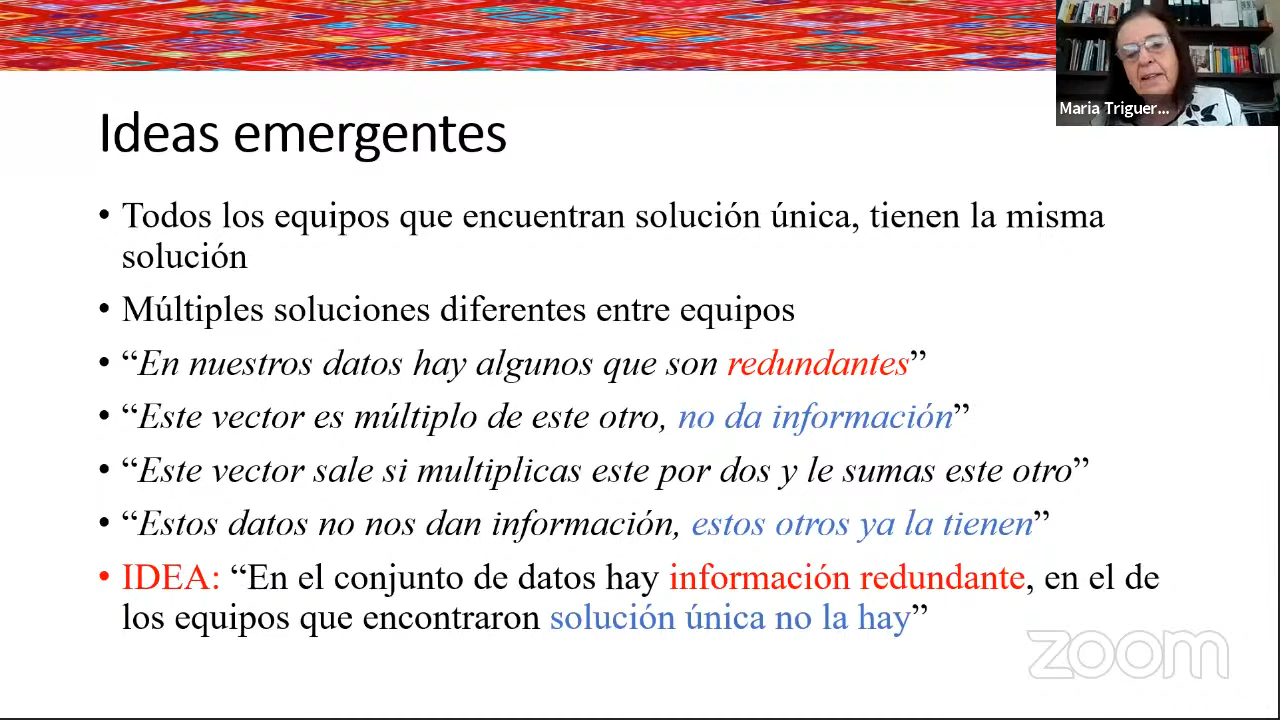 Maria Triguer...
Ideas emergentes
• Todos los equipos que encuentran solución única, tienen la misma
solución
• Múltiples soluciones diferentes entre equipos
• “En nuestros datos hay algunos que son redundantes”
• “Este vector es múltiplo de este otro, no da información”
• “Este vector sale si multiplicas este por dos y le sumas este otro”
• “Estos datos no nos dan información, estos otros ya la tienen”
• IDEA: “En el conjunto de datos hay información redundante, en el de
los equipos que encontraron solución única no la hay”
zoom